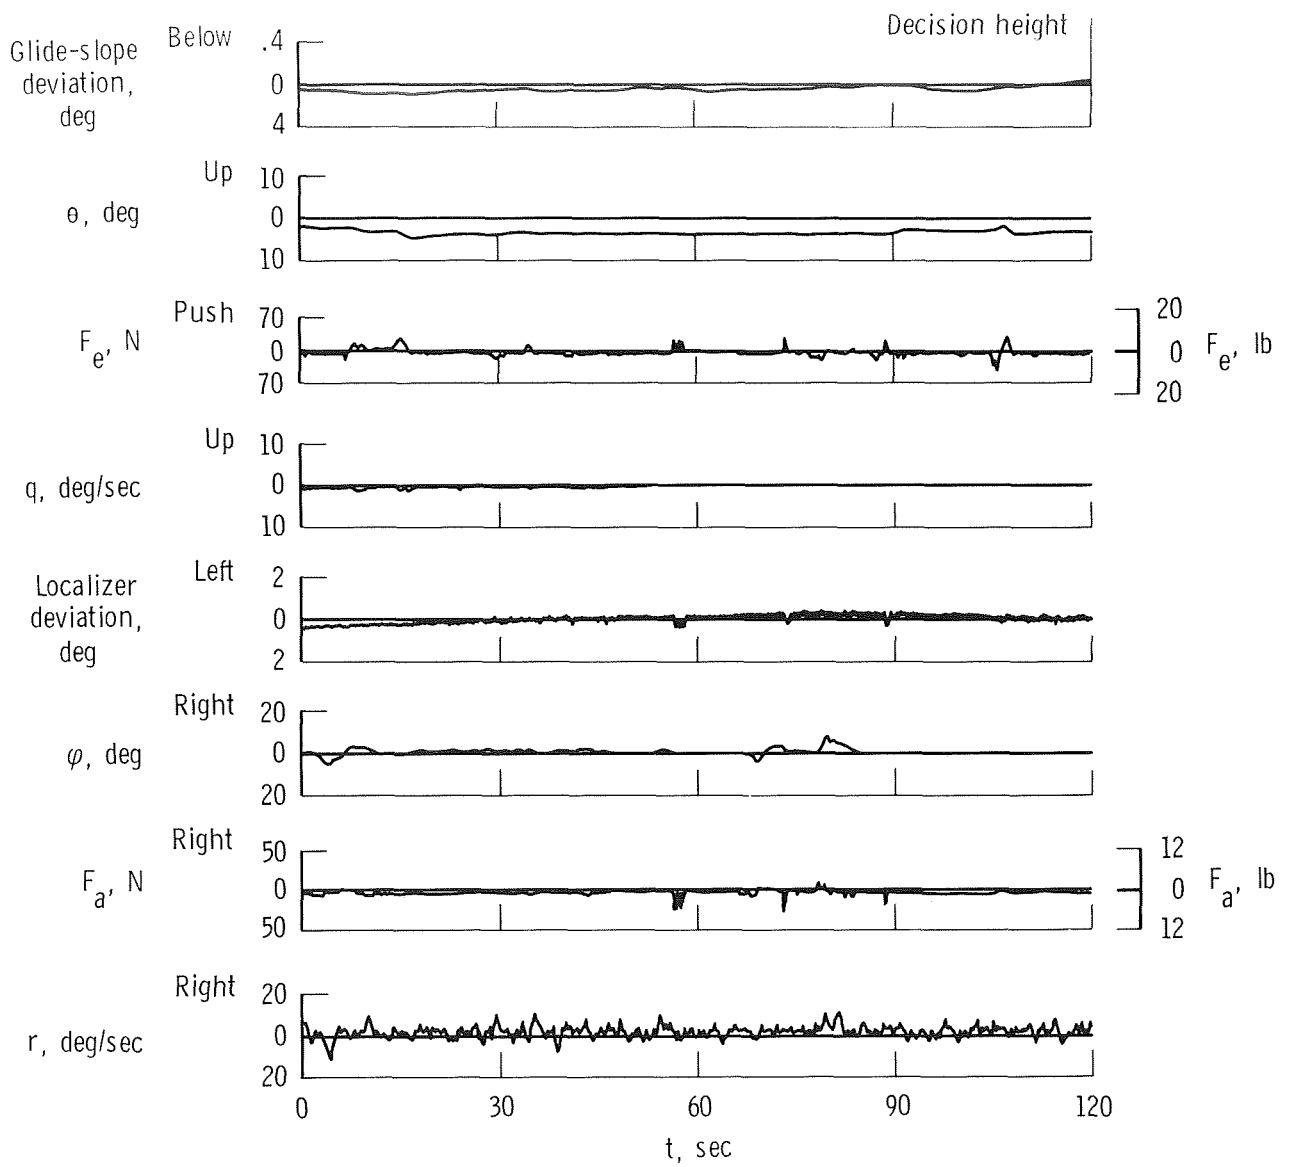 Decision height
Glide-slope
deviation,
deg
Below
.4
0
4
θ, deg
Up
10
0
10
F_e, N
Push
70
0
70
20
0
20
F_e, lb
q, deg/sec
Up
10
0
10
Localizer
deviation,
deg
Left
2
0
2
φ, deg
Right
20
0
20
F_a, N
Right
50
0
50
12
0
12
F_a, lb
r, deg/sec
Right
20
0
20
0 30 60 90 120
t, sec